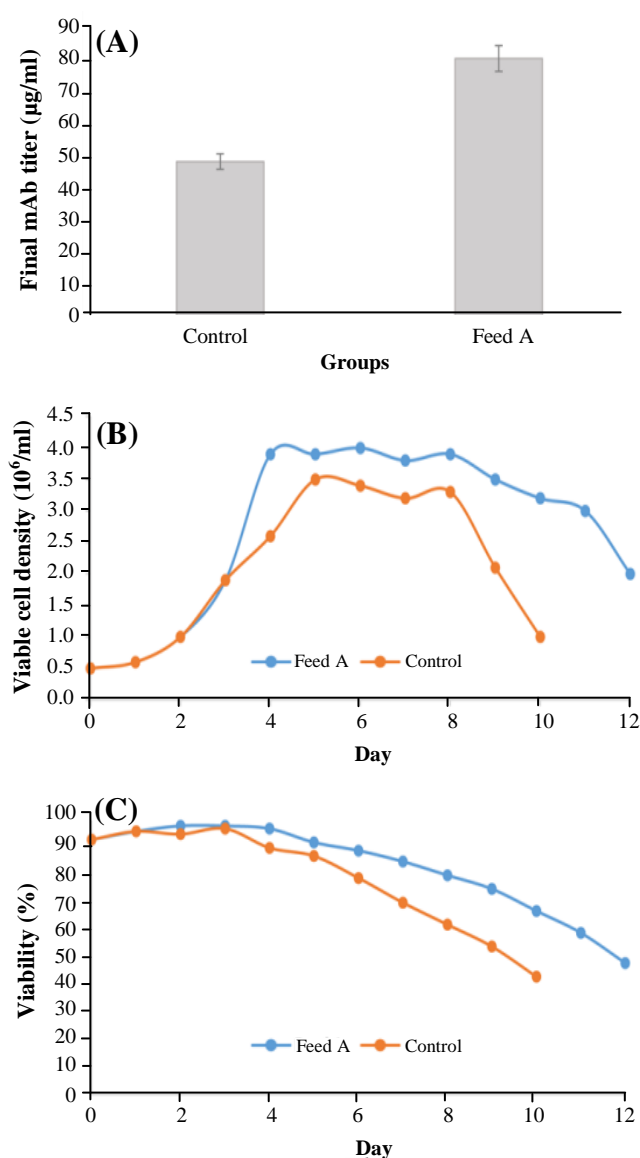 (A)
Final mAb titer (µg/ml)
90
80
70
60
50
40
30
20
10
0
Control Feed A
Groups
(B)
Viable cell density (10⁶/ml)
4.5
4.0
3.5
3.0
2.5
2.0
1.5
1.0
0.5
0.0
Feed A Control
0 2 4 6 8 10 12
Day
(C)
Viability (%)
100
90
80
70
60
50
40
30
20
10
0
Feed A Control
0 2 4 6 8 10 12
Day